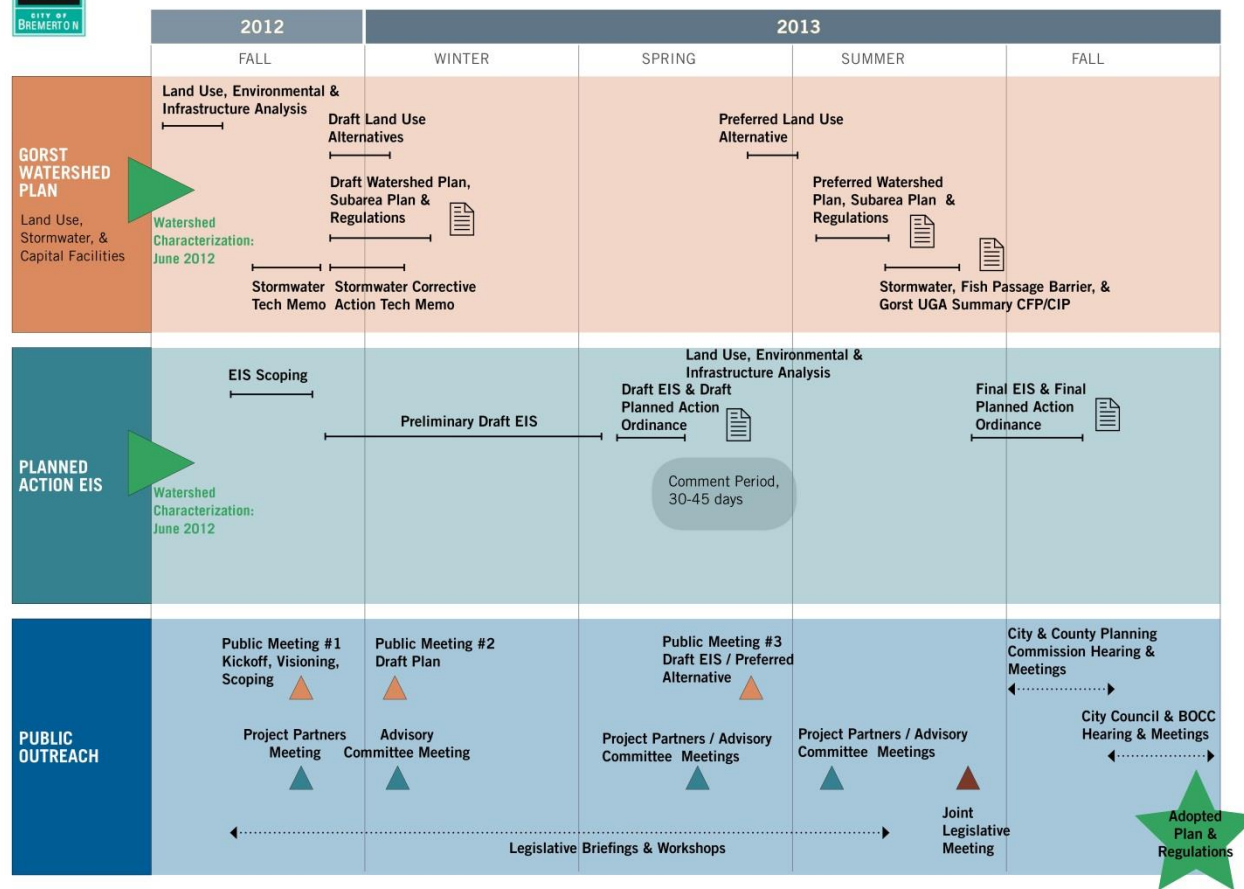 CITY OF
BREMERTON
2012
2013
FALL
WINTER
SPRING
SUMMER
FALL
GORST
WATERSHED
PLAN
Land Use,
Stormwater, &
Capital Facilities
Watershed
Characterization:
June 2012
Land Use, Environmental &
Infrastructure Analysis
Draft Land Use
Alternatives
Draft Watershed Plan,
Subarea Plan &
Regulations
Stormwater
Tech Memo
Stormwater Corrective
Action Tech Memo
Preferred Land Use
Alternative
Preferred Watershed
Plan, Subarea Plan &
Regulations
Stormwater, Fish Passage Barrier, &
Gorst UGA Summary CFP/CIP
PLANNED
ACTION EIS
Watershed
Characterization:
June 2012
EIS Scoping
Preliminary Draft EIS
Land Use, Environmental &
Infrastructure Analysis
Draft EIS & Draft
Planned Action
Ordinance
Comment Period,
30-45 days
Final EIS & Final
Planned Action
Ordinance
PUBLIC
OUTREACH
Public Meeting #1
Kickoff, Visioning,
Scoping
Public Meeting #2
Draft Plan
Public Meeting #3
Draft EIS / Preferred
Alternative
City & County Planning
Commission Hearing &
Meetings
Project Partners
Meeting
Advisory
Committee Meeting
Project Partners / Advisory
Committee Meetings
Project Partners / Advisory
Committee Meetings
City Council & BOCC
Hearing & Meetings
Legislative Briefings & Workshops
Joint
Legislative
Meeting
Adopted
Plan &
Regulations